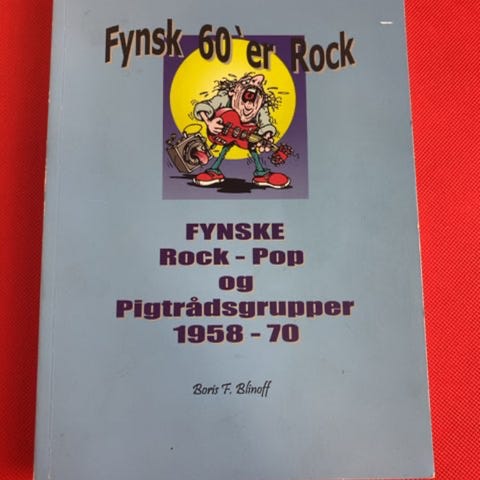 Fynsk 60`er Rock
FYNSKE
Rock - Pop
og
Pigtrådsgrupper
1958 - 70
Boris F. Blinoff